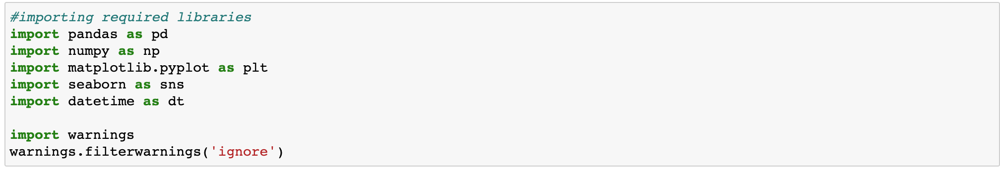 #importing required libraries
import pandas as pd
import numpy as np
import matplotlib.pyplot as plt
import seaborn as sns
import datetime as dt
import warnings
warnings.filterwarnings('ignore')